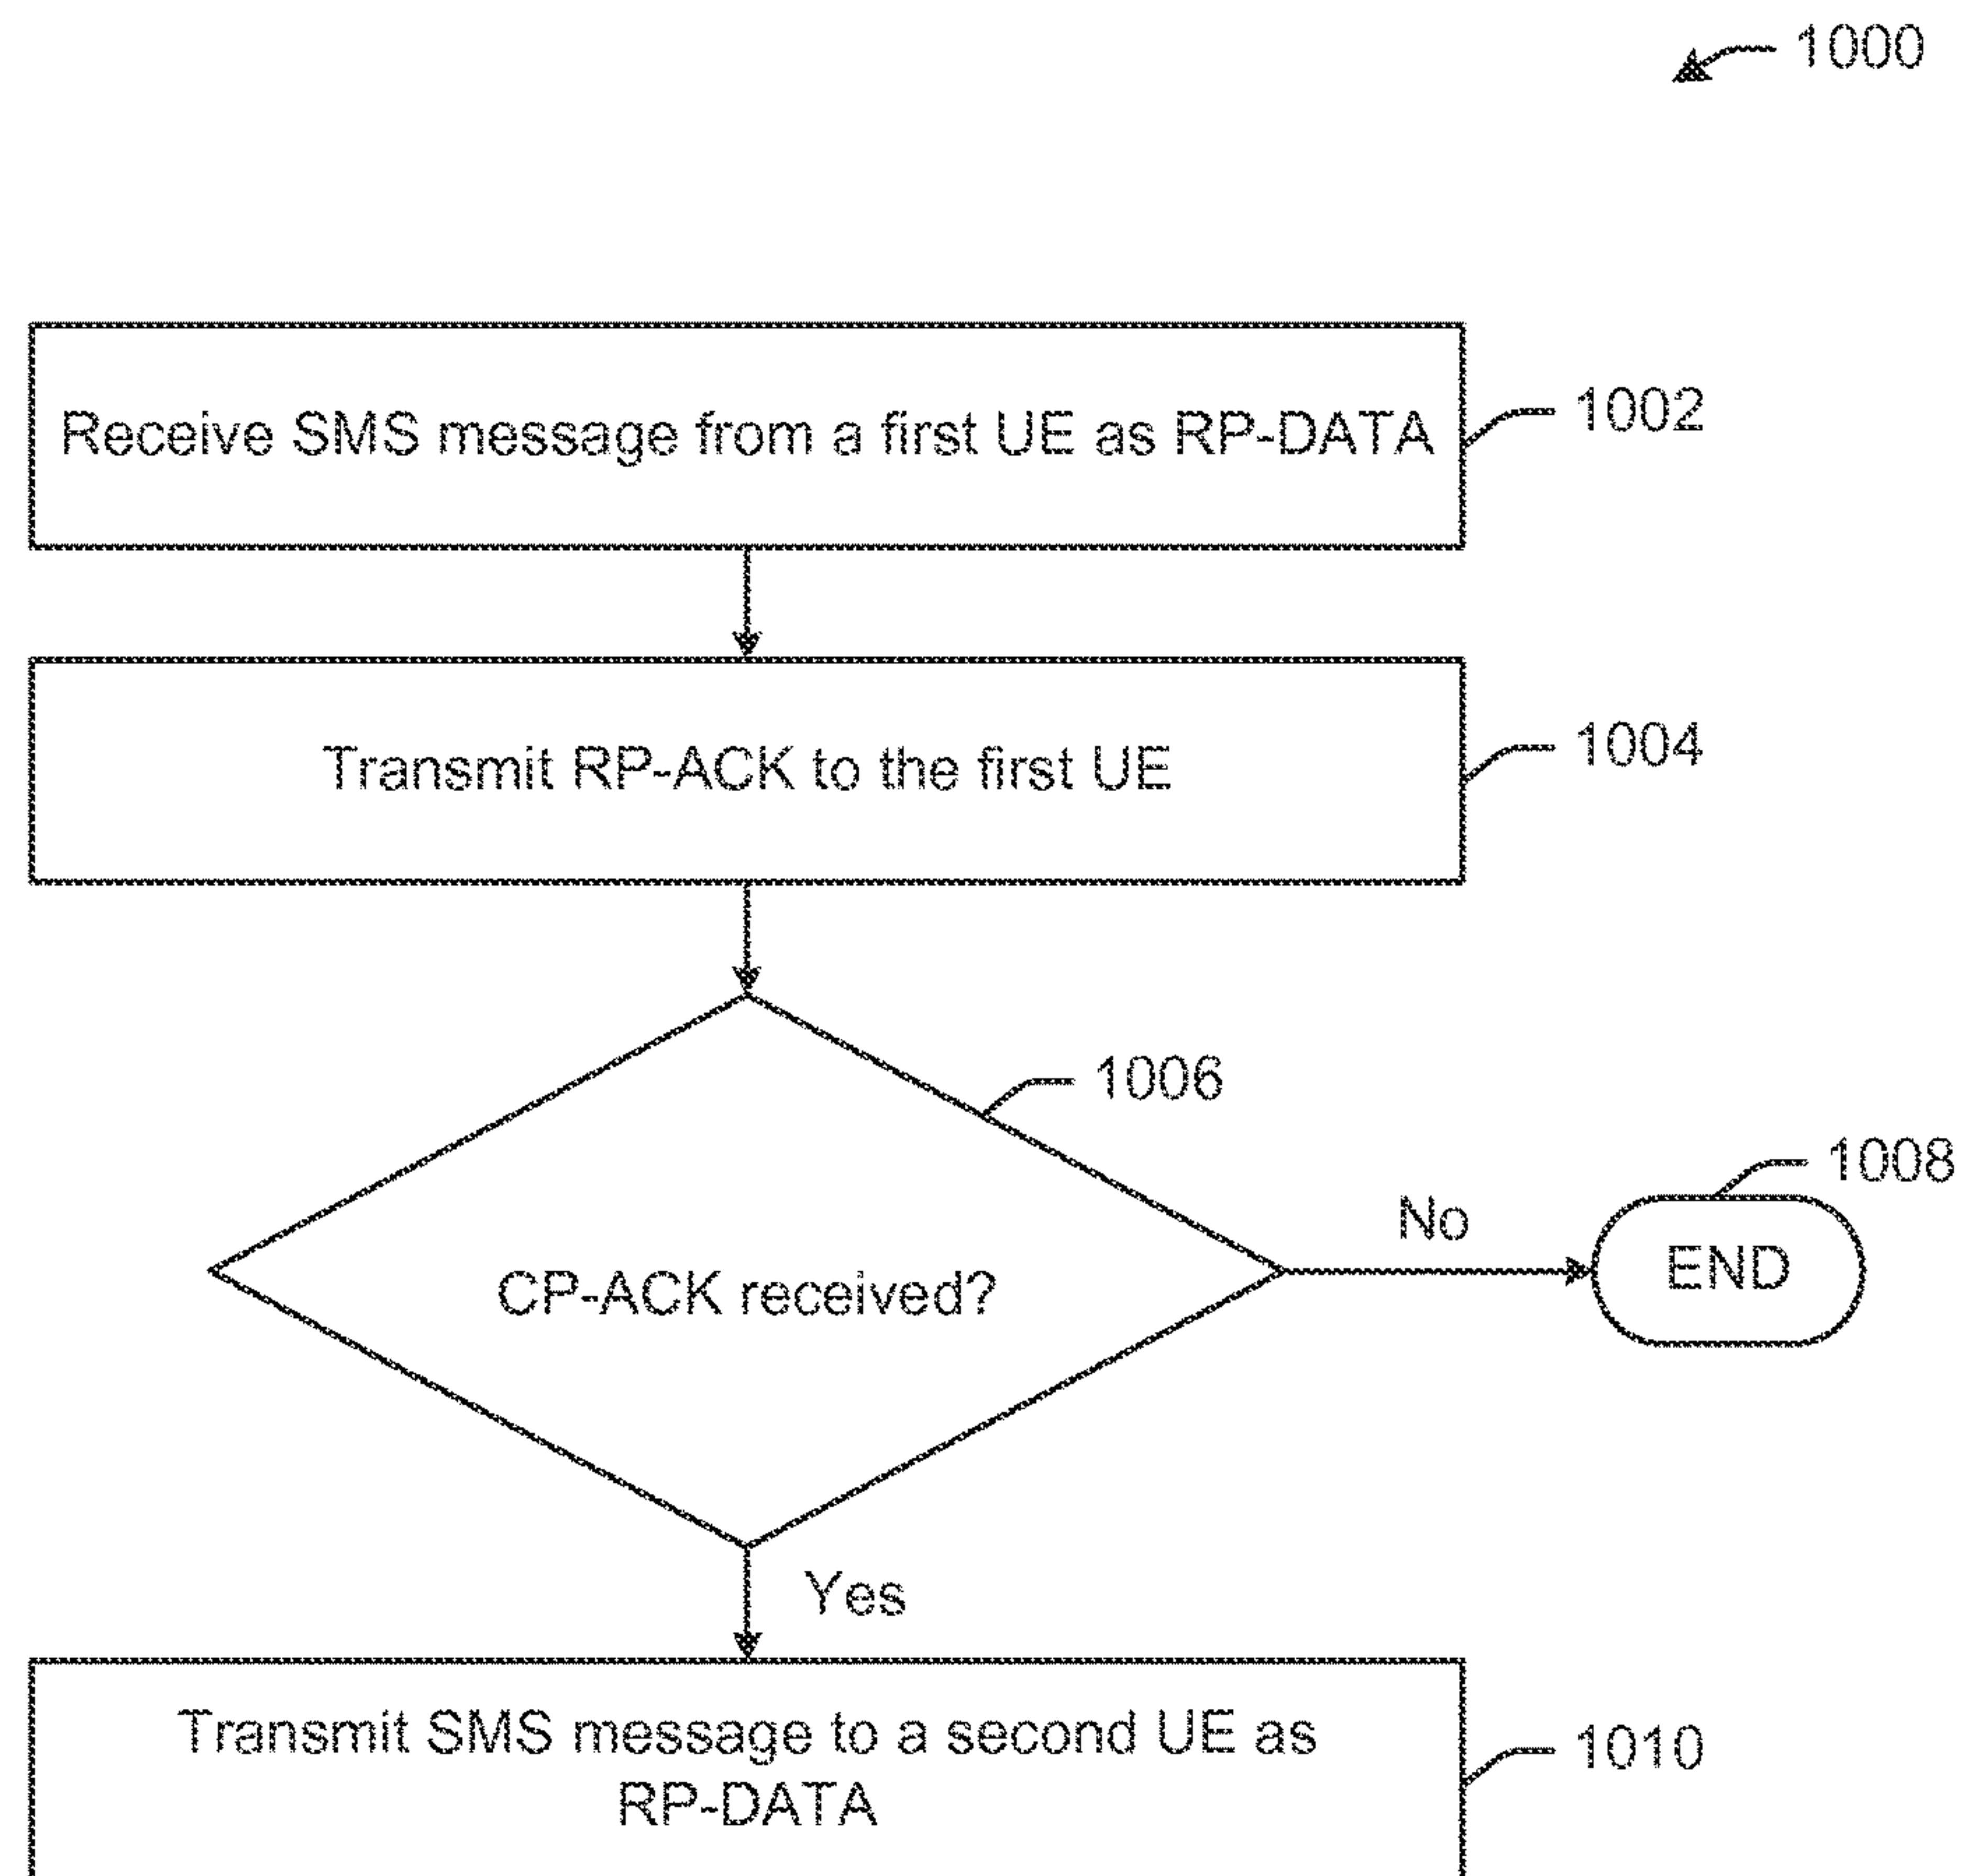 1000
Receive SMS message from a first UE as RP-DATA
1002
Transmit RP-ACK to the first UE
1004
1006
CP-ACK received?
No
1008
END
Yes
Transmit SMS message to a second UE as
RP-DATA
1010